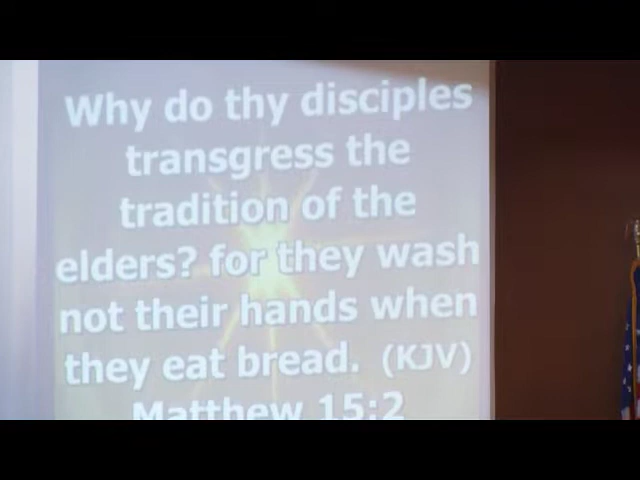 Why do thy disciples
transgress the
tradition of the
elders? for they wash
not their hands when
they eat bread. (KJV)
Matthew 15:2